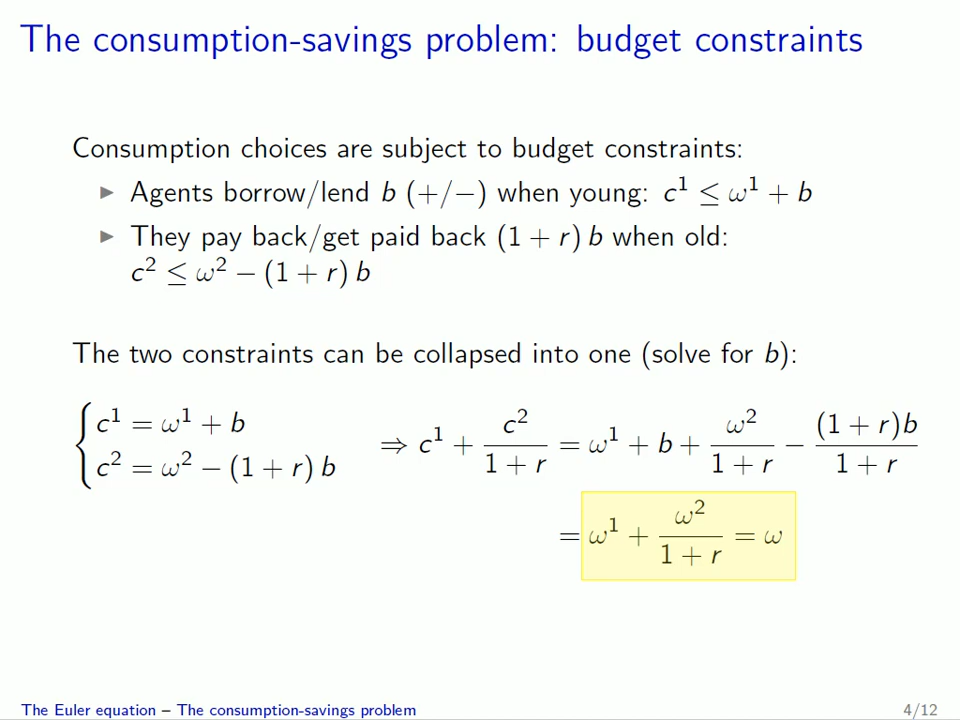 The consumption-savings problem: budget constraints
Consumption choices are subject to budget constraints:
▶ Agents borrow/lend b (+/−) when young: c¹ ≤ ω¹ + b
▶ They pay back/get paid back (1 + r) b when old:
c² ≤ ω² − (1 + r) b
The two constraints can be collapsed into one (solve for b):
{ c¹ = ω¹ + b
c² = ω² − (1 + r) b
⇒ c¹ + c²/(1 + r) = ω¹ + b + ω²/(1 + r) − (1 + r)b/(1 + r)
= ω¹ + ω²/(1 + r) = ω
The Euler equation – The consumption-savings problem
4/12